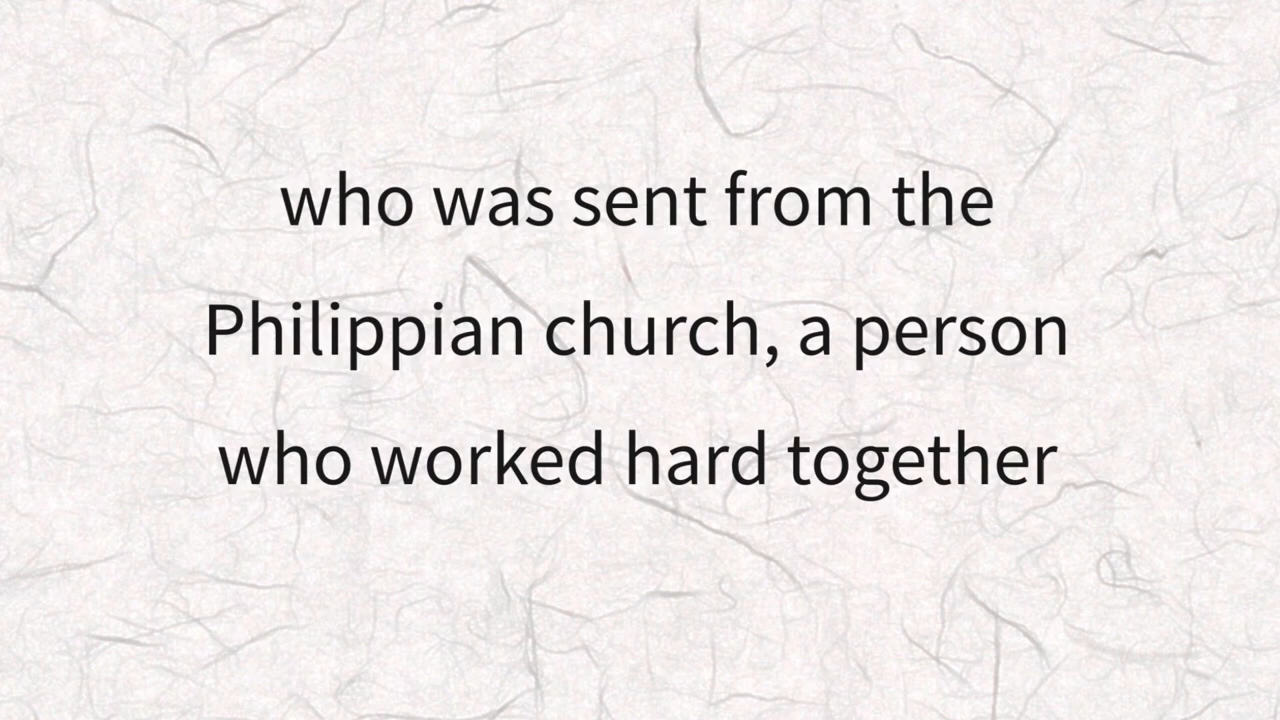 who was sent from the
Philippian church, a person
who worked hard together